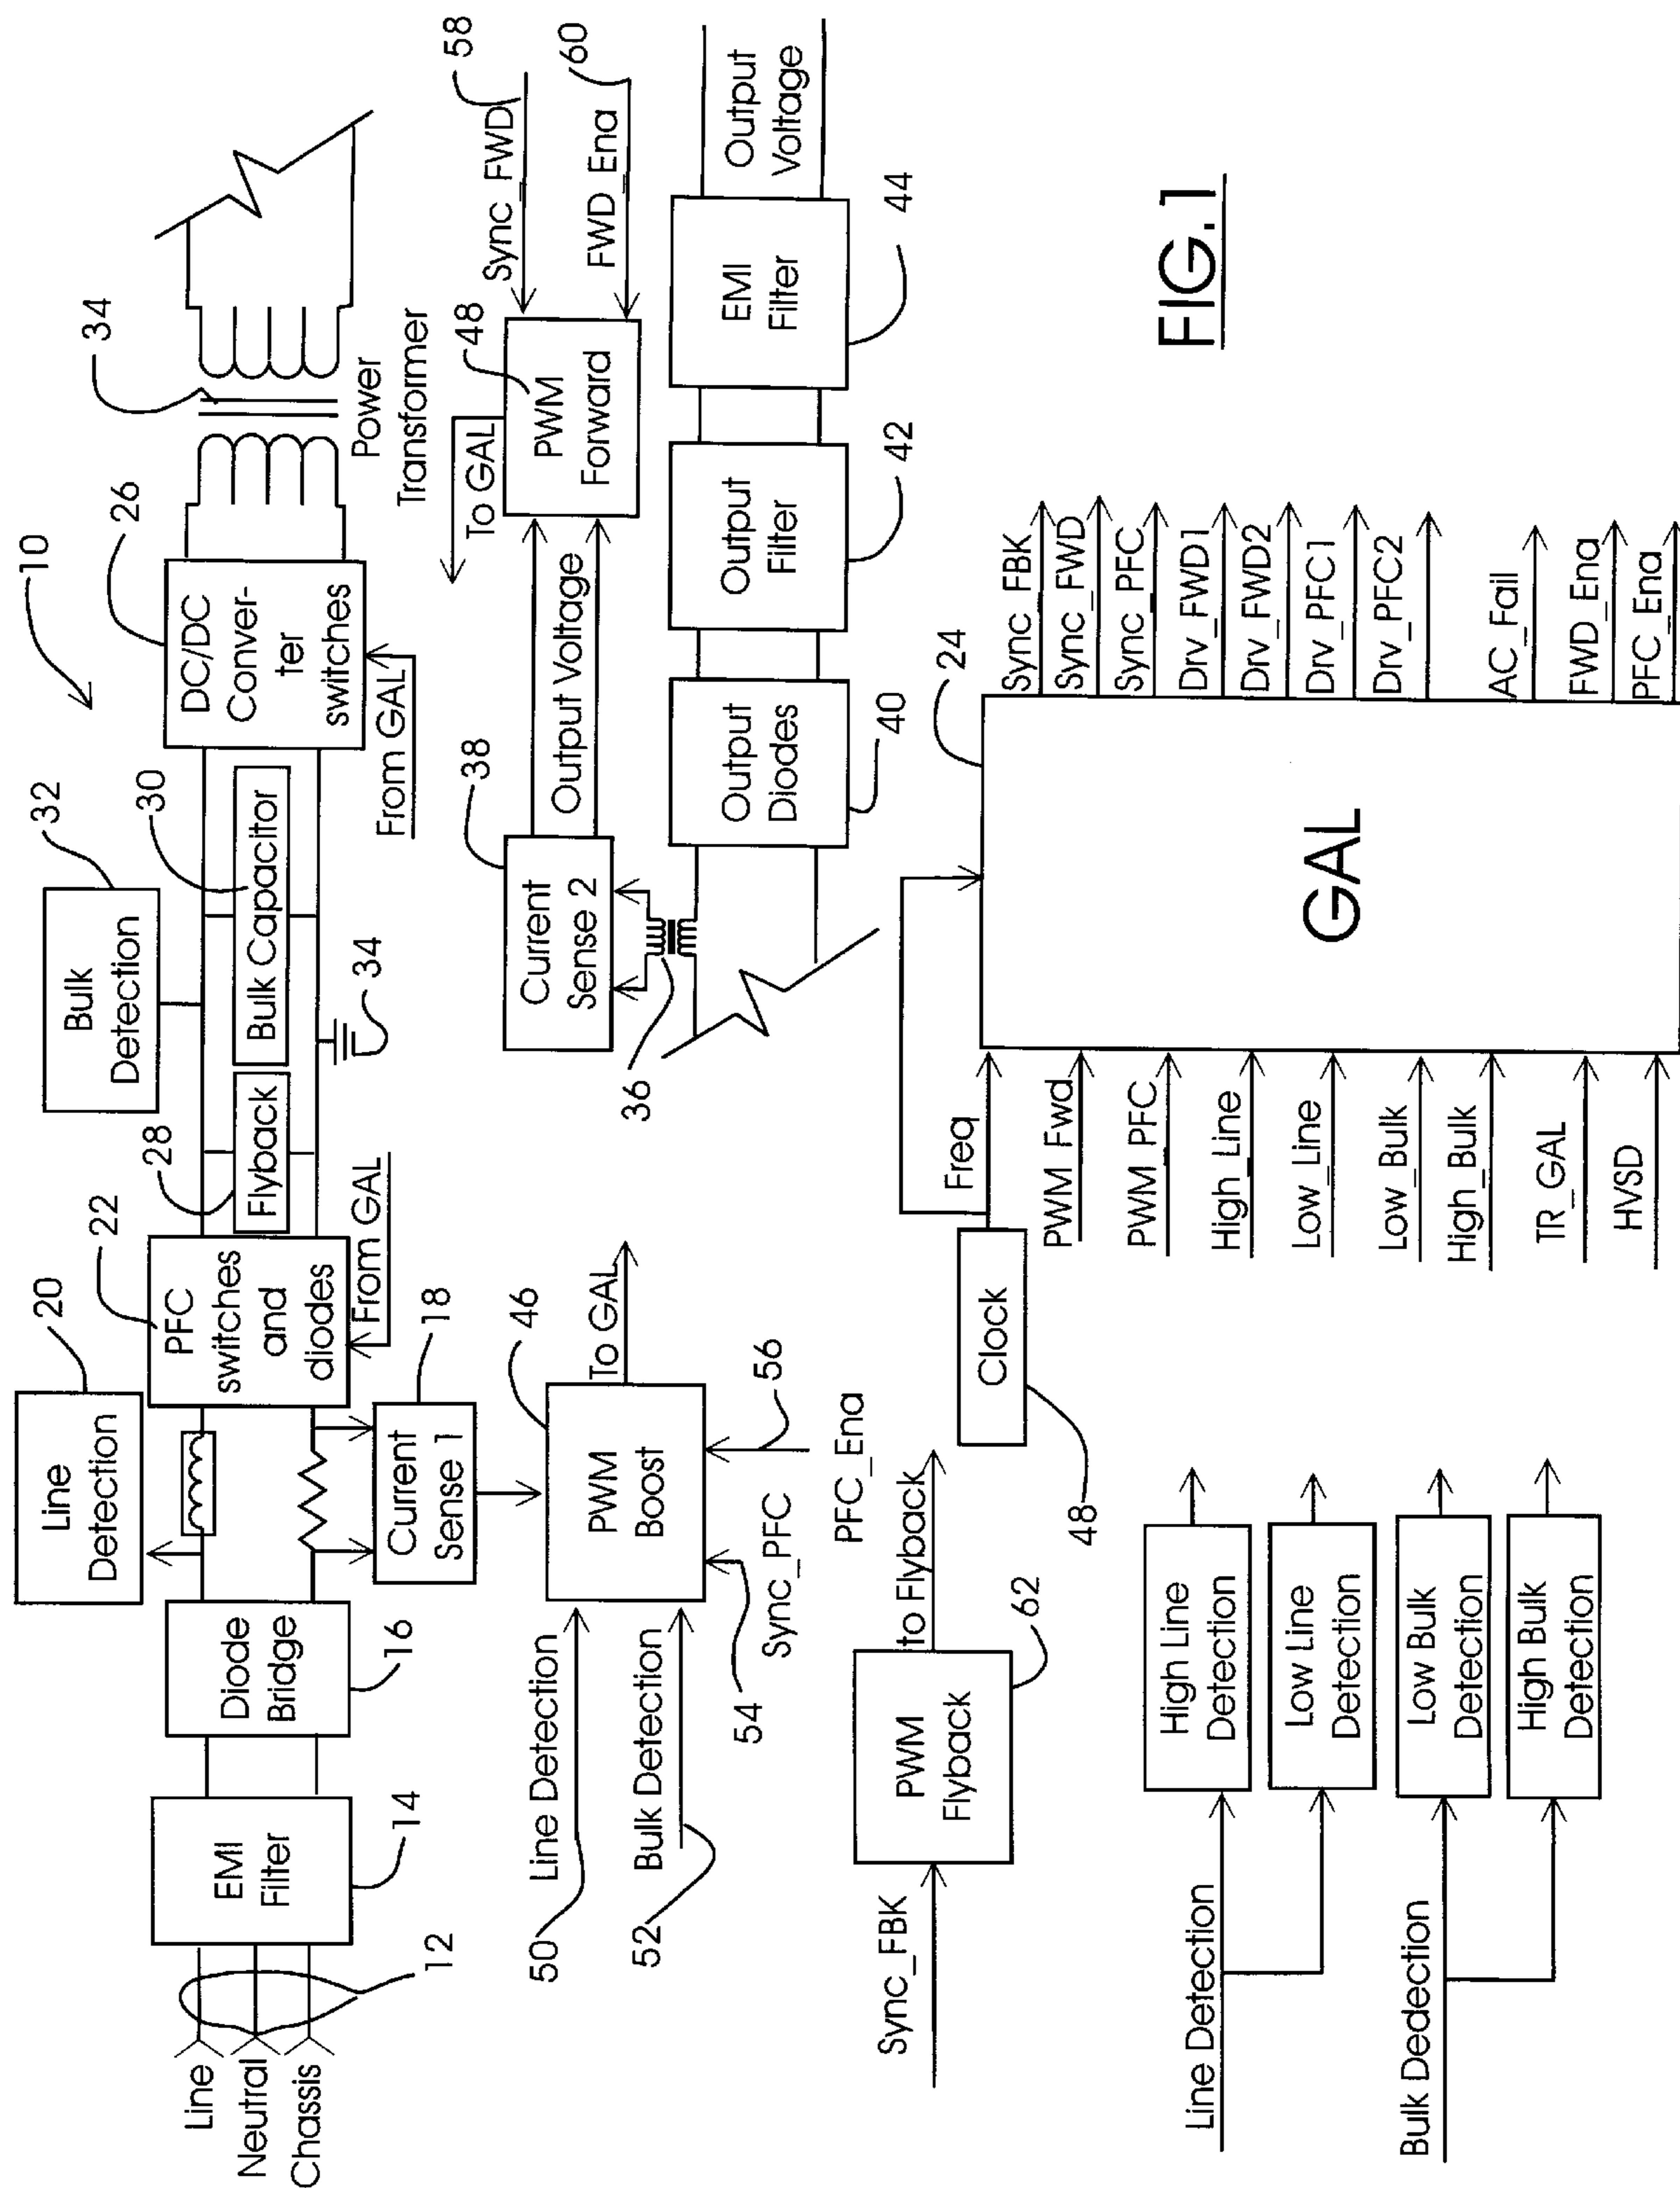 10
Line
Neutral
Chassis
12
EMI
Filter
14
Diode
Bridge
16
Line
Detection
20
Current
Sense 1
18
PFC
switches
and
diodes
22
From GAL
Flyback
28
Bulk
Detection
32
Bulk Capacitor
30
34
DC/DC
Conver-
ter
switches
26
From GAL
34
Power
Transformer
50
Line Detection
52
Bulk Detection
PWM
Boost
46
To GAL
54
Sync_PFC
56
PFC_Ena
Current
Sense 2
38
36
Output Voltage
To GAL
PWM
Forward
48
Sync_FWD
58
FWD_Ena
60
Output
Diodes
40
Output
Filter
42
EMI
Filter
44
Output
Voltage
Sync_FBK
PWM
Flyback
62
to Flyback
Clock
48
Freq
PWM_Fwd
PWM_PFC
High_Line
Low_Line
Low_Bulk
High_Bulk
TR_GAL
HVSD
GAL
24
Sync_FBK
Sync_FWD
Sync_PFC
Drv_FWD1
Drv_FWD2
Drv_PFC1
Drv_PFC2
AC_Fail
FWD_Ena
PFC_Ena
Line Detection
High Line
Detection
Low Line
Detection
Bulk Dedection
Low Bulk
Detection
High Bulk
Detection
FIG.1